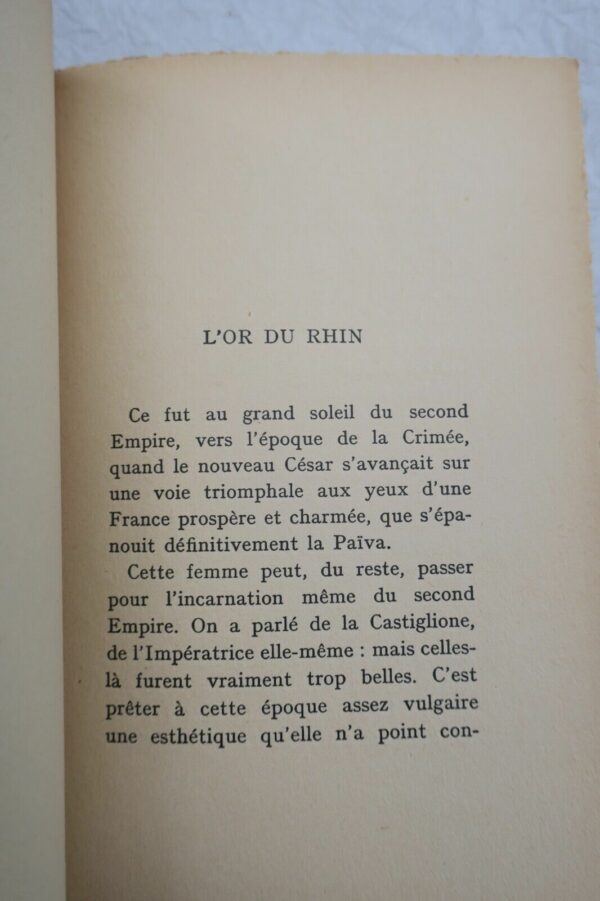 L'OR DU RHIN
Ce fut au grand soleil du second
Empire, vers l'époque de la Crimée,
quand le nouveau César s'avançait sur
une voie triomphale aux yeux d'une
France prospère et charmée, que s'épa-
nouit définitivement la Païva.
Cette femme peut, du reste, passer
pour l'incarnation même du second
Empire. On a parlé de la Castiglione,
de l'Impératrice elle-même : mais celles-
là furent vraiment trop belles. C'est
prêter à cette époque assez vulgaire
une esthétique qu'elle n'a point con-